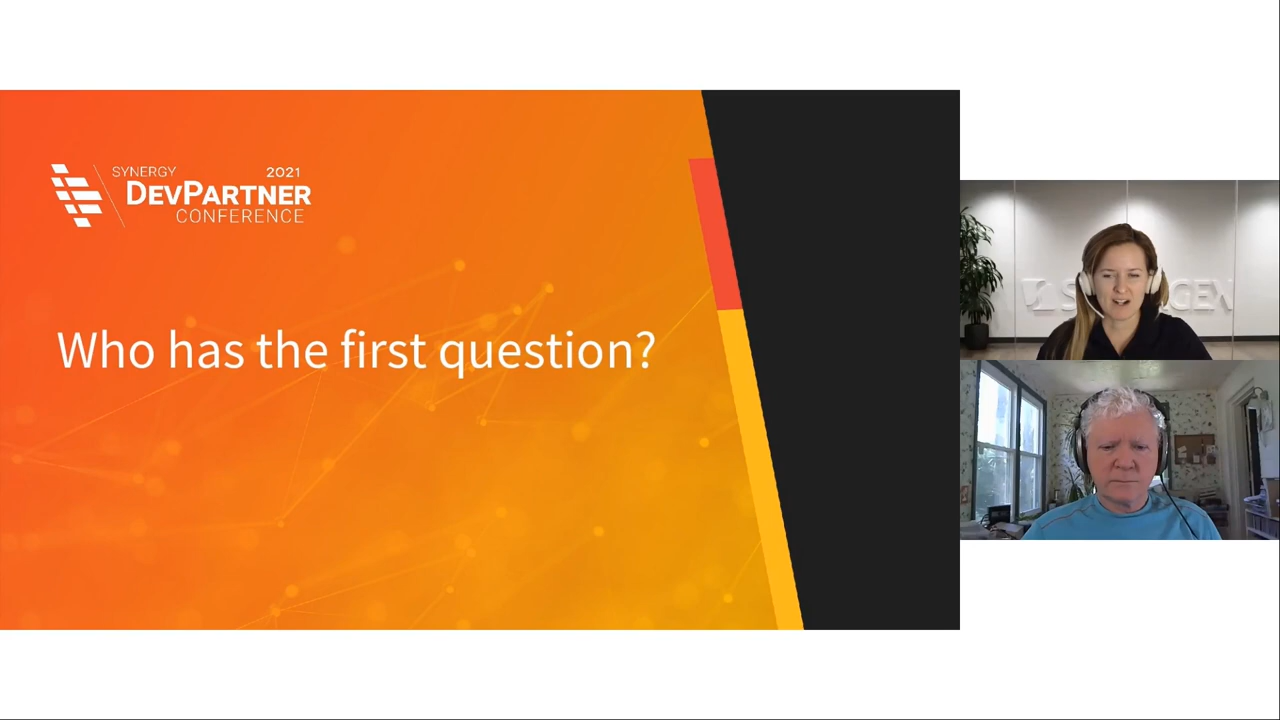 SYNERGY 2021
DEVPARTNER
CONFERENCE
Who has the first question?